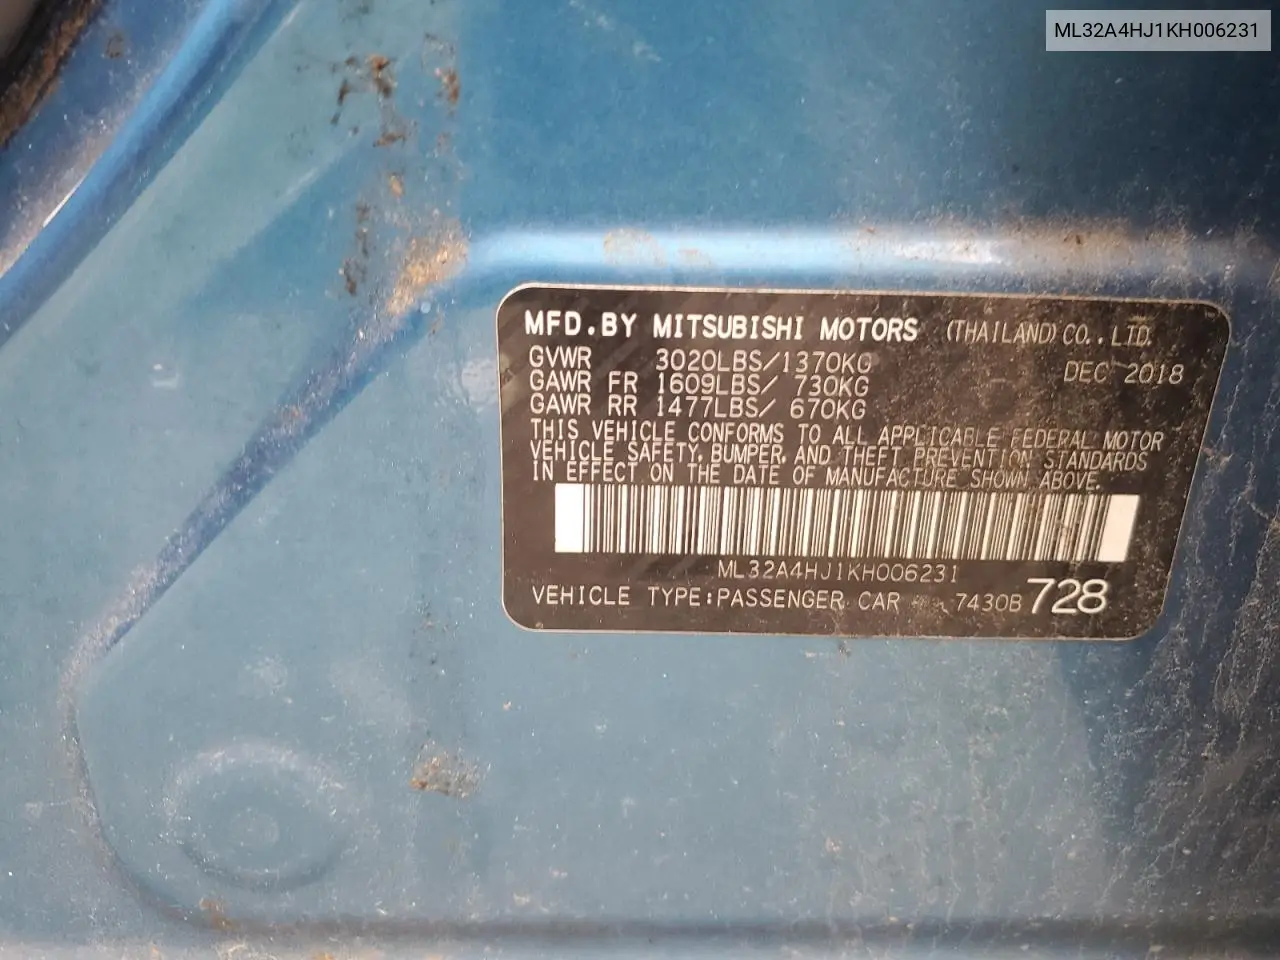 ML32A4HJ1KH006231
MFD.BY MITSUBISHI MOTORS (THAILAND) CO., LTD.
GVWR 3020LBS/1370KG DEC 2018
GAWR FR 1609LBS/ 730KG
GAWR RR 1477LBS/ 670KG
THIS VEHICLE CONFORMS TO ALL APPLICABLE FEDERAL MOTOR
VEHICLE SAFETY, BUMPER, AND THEFT PREVENTION STANDARDS
IN EFFECT ON THE DATE OF MANUFACTURE SHOWN ABOVE.
ML32A4HJ1KH006231
VEHICLE TYPE:PASSENGER CAR 7430B 728